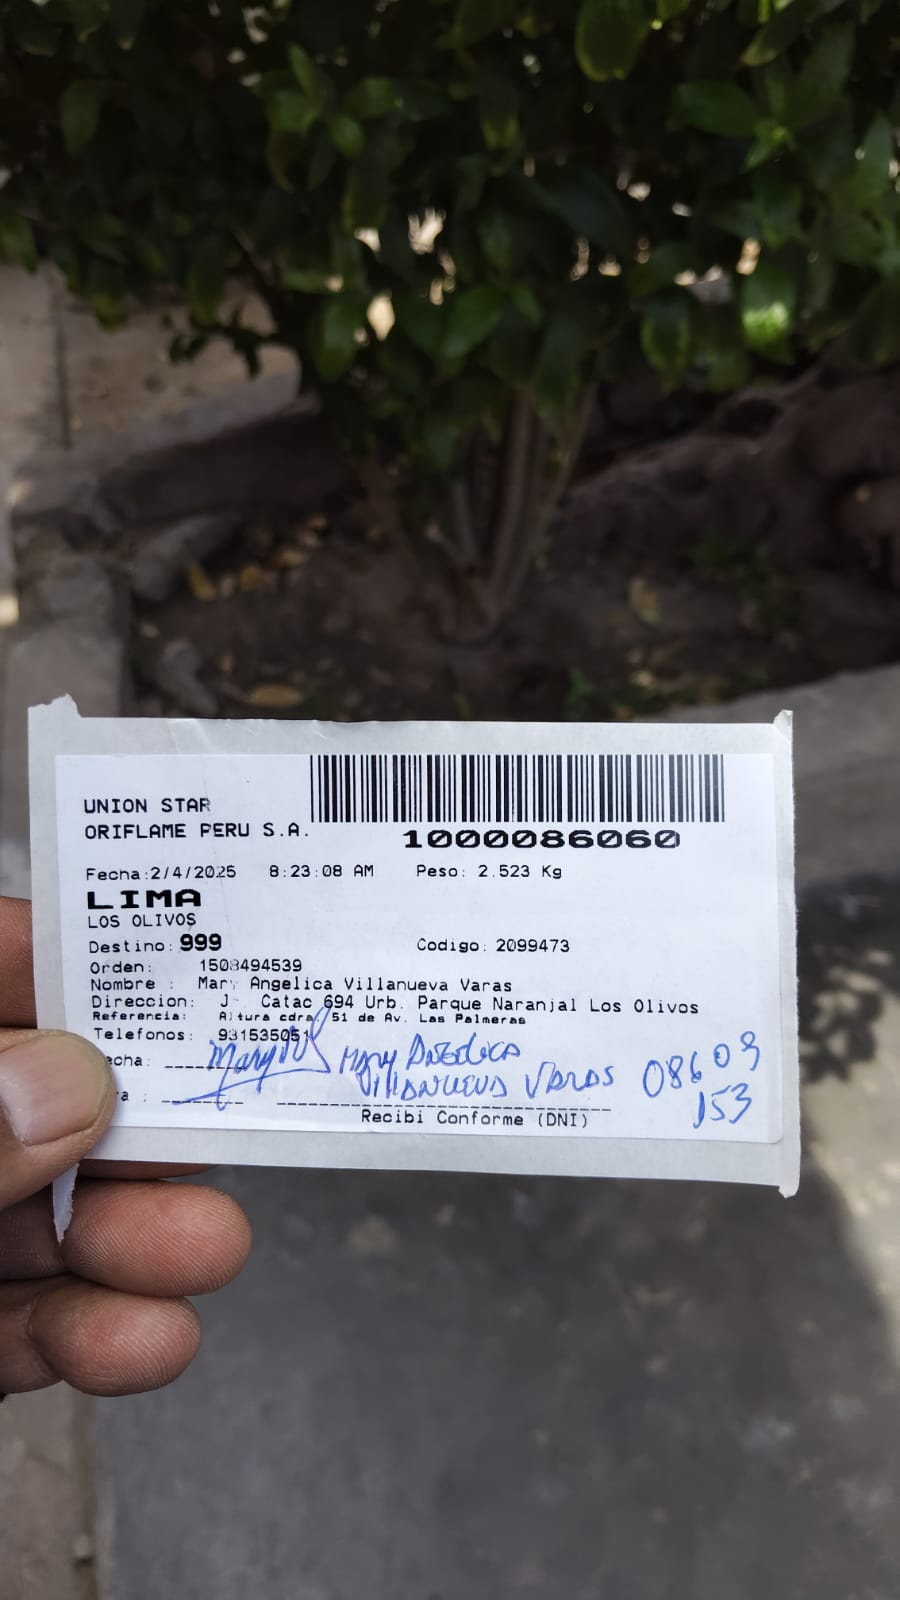 UNION STAR
ORIFLAME PERU S.A.
1000086060
Fecha:2/4/2025 8:23:08 AM Peso: 2.523 Kg
LIMA
LOS OLIVOS
Destino: 999 Codigo: 2099473
Orden: 1508494539
Nombre : Mary Angelica Villanueva Varas
Direccion: J Catac 694 Urb. Parque Naranjal Los Olivos
Referencia: Altura cdra 51 de Av. Las Palmeras
Telefonos: 931535051
echa: Mary Angelica
Villanueva Varas 08609
ra : 153
Recibi Conforme (DNI)